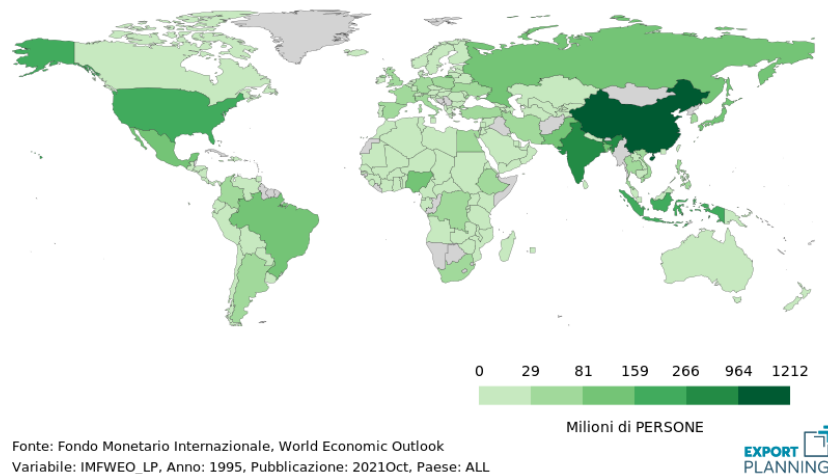 0 29 81 159 266 964 1212
Milioni di PERSONE
Fonte: Fondo Monetario Internazionale, World Economic Outlook
Variabile: IMFWEO_LP, Anno: 1995, Pubblicazione: 2021Oct, Paese: ALL
EXPORT
PLANNING